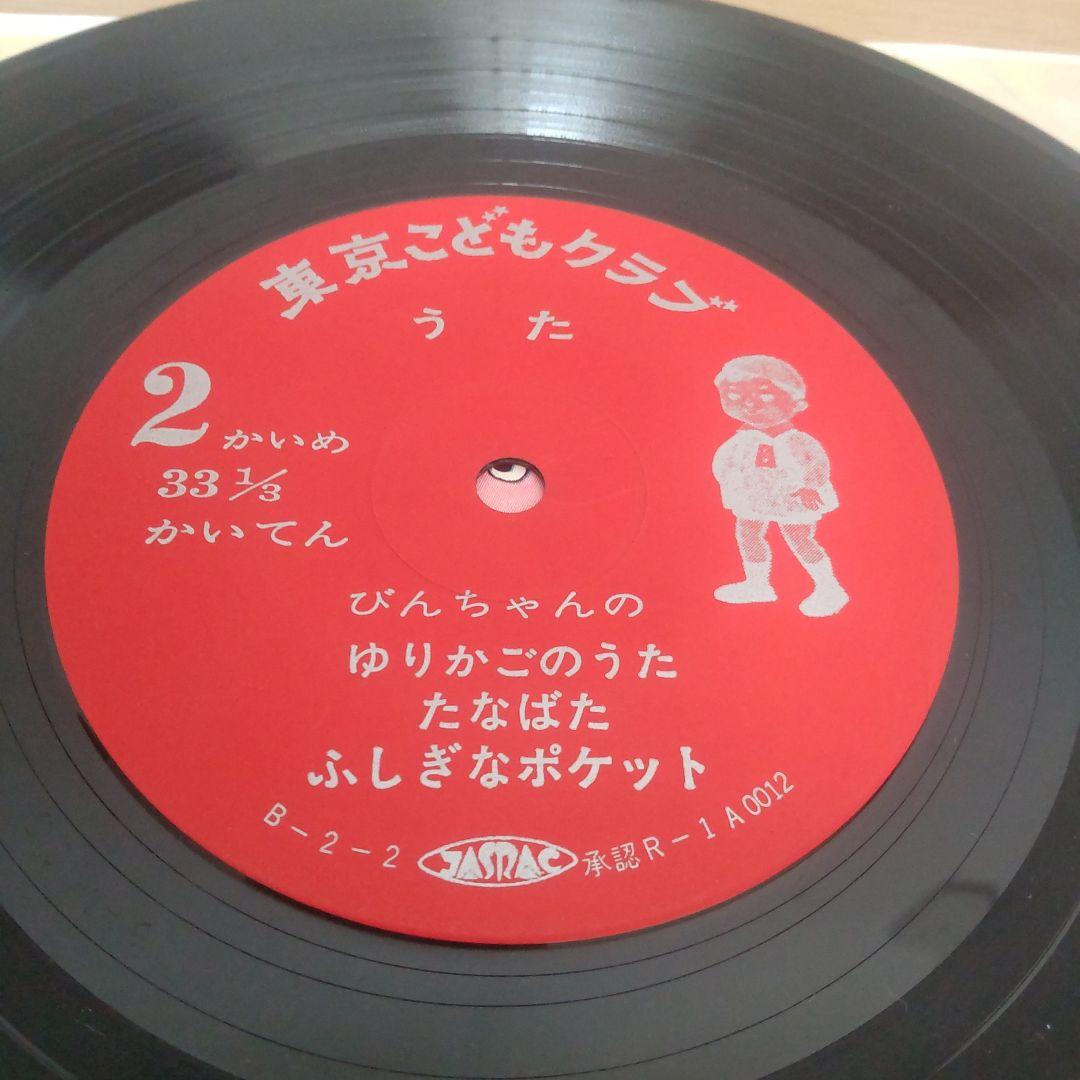 東京こどもクラブ
うた
2かいめ
33 1/3
かいてん
びんちゃんの
ゆりかごのうた
たなばた
ふしぎなポケット
B-2-2 JASRAC 承認R-1A0012